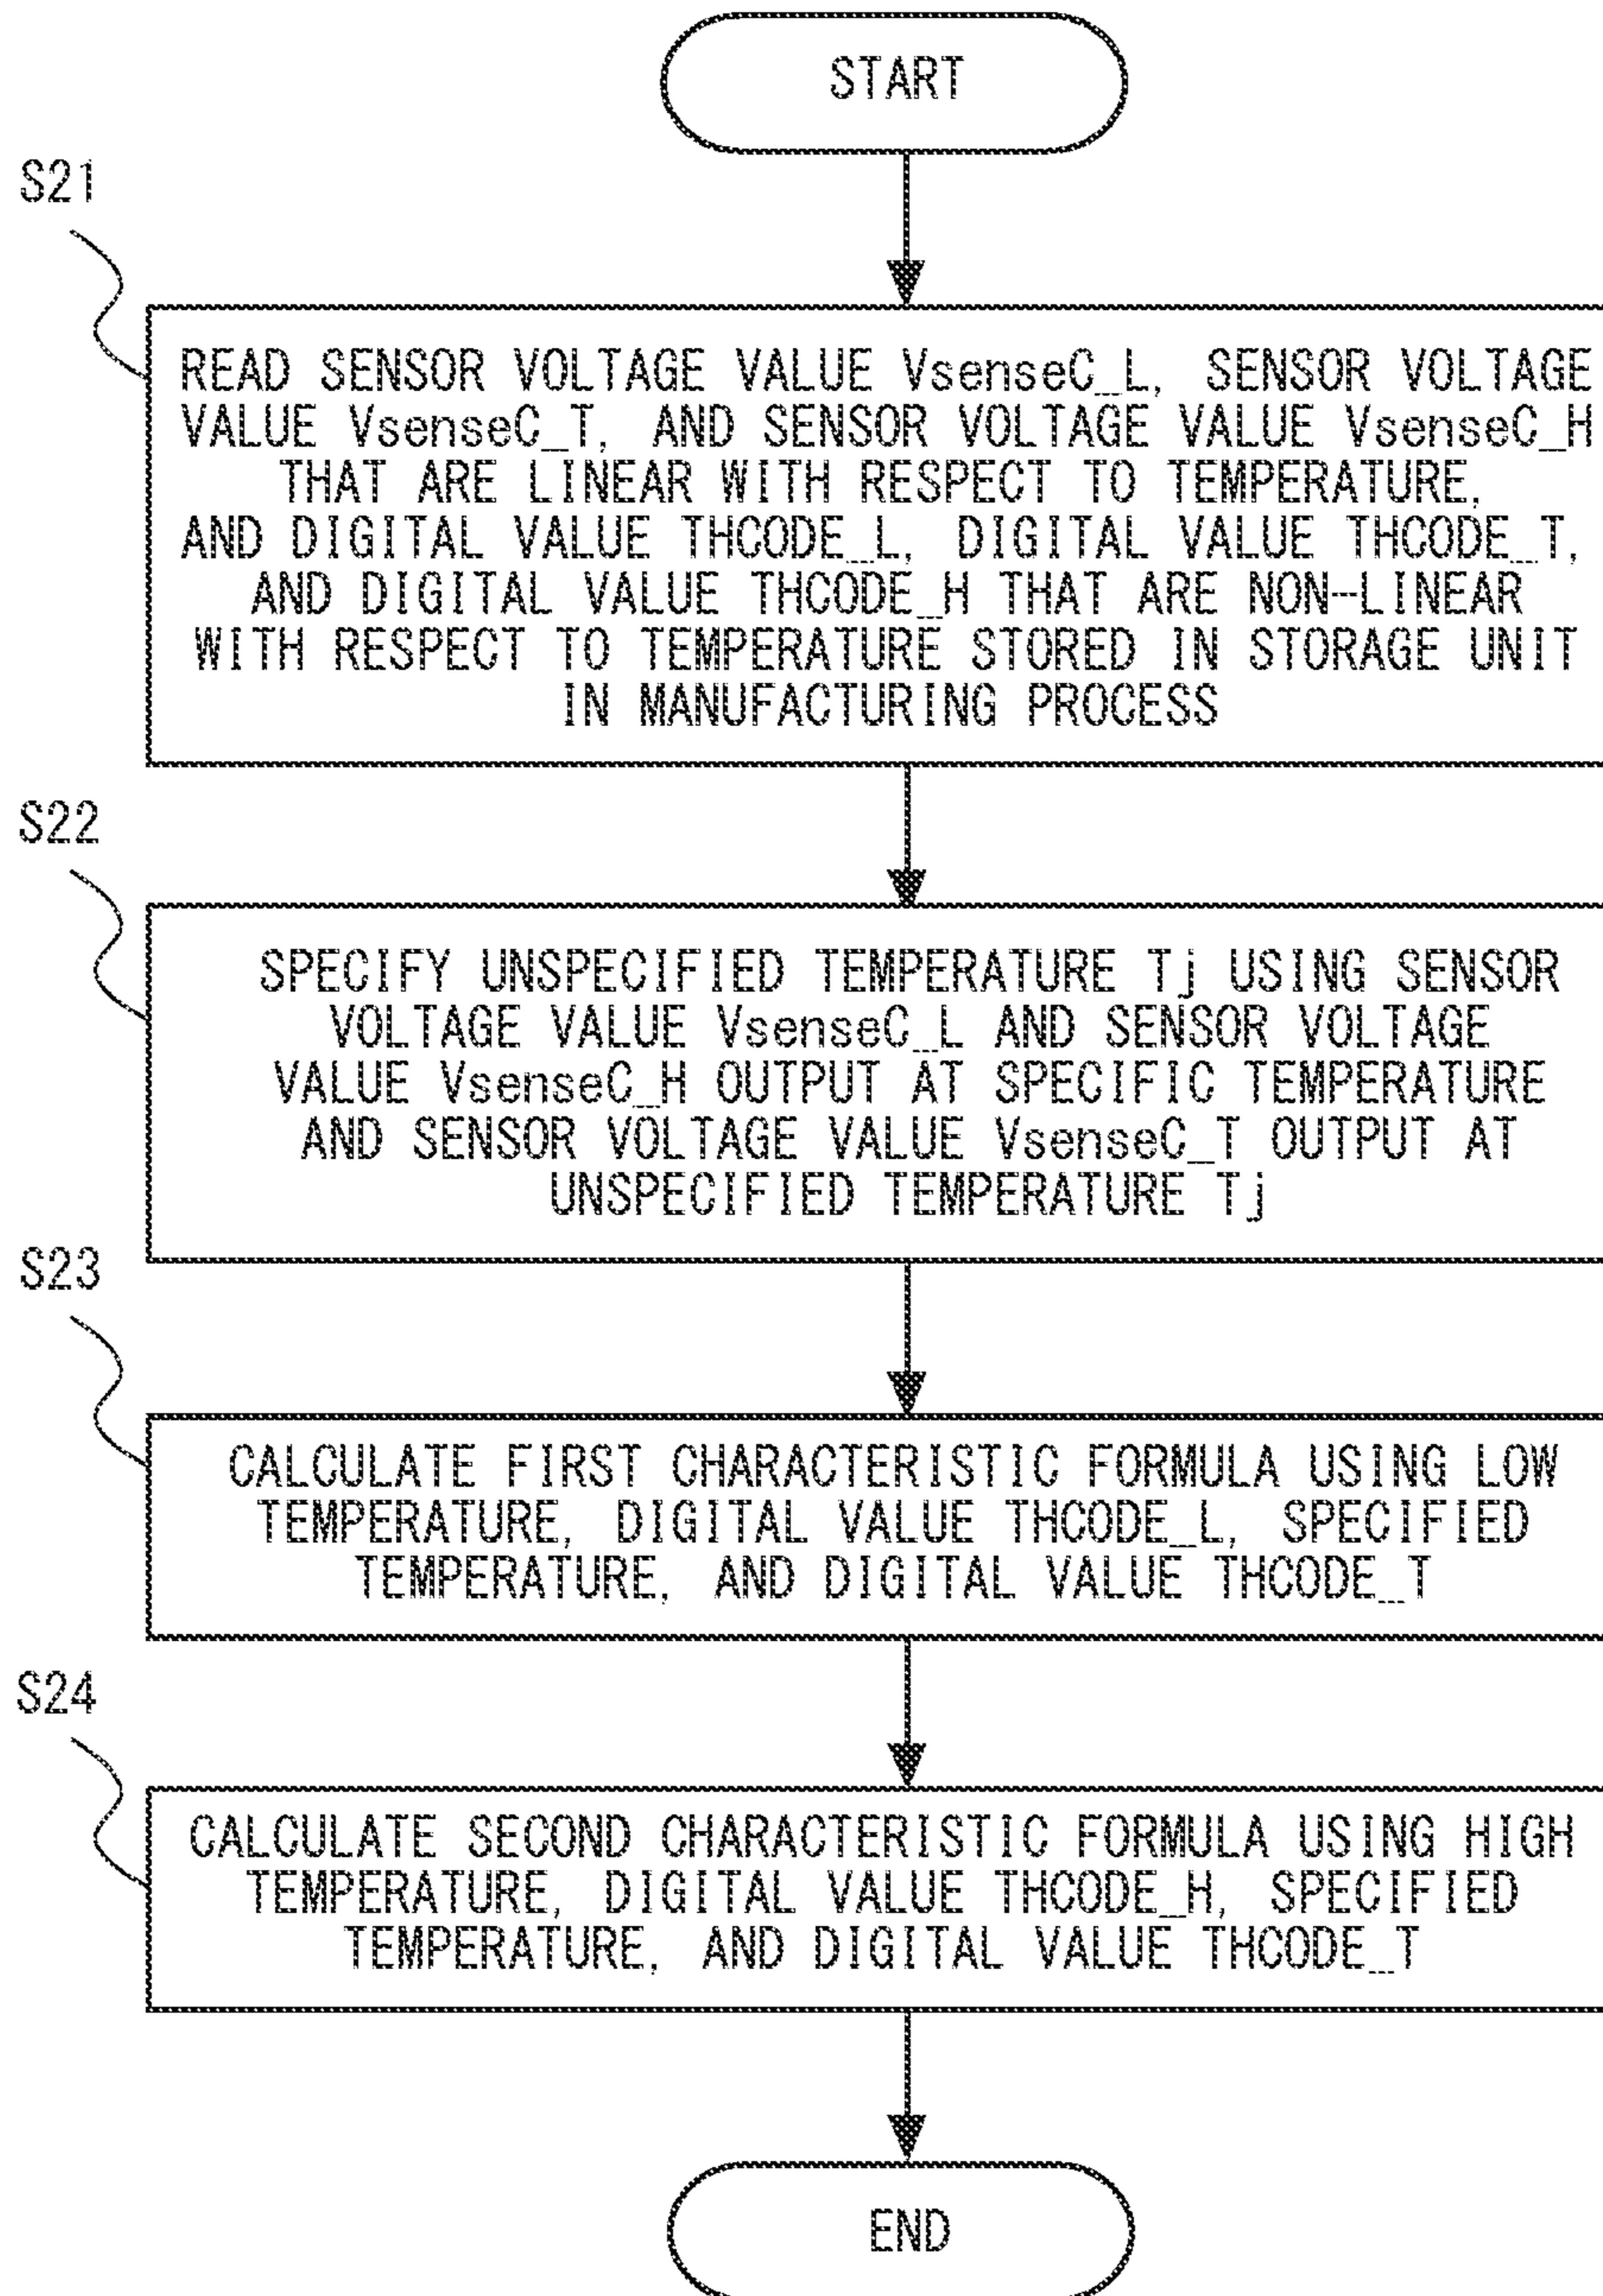 START
S21
READ SENSOR VOLTAGE VALUE VsenseC_L, SENSOR VOLTAGE
VALUE VsenseC_T, AND SENSOR VOLTAGE VALUE VsenseC_H
THAT ARE LINEAR WITH RESPECT TO TEMPERATURE,
AND DIGITAL VALUE THCODE_L, DIGITAL VALUE THCODE_T,
AND DIGITAL VALUE THCODE_H THAT ARE NON-LINEAR
WITH RESPECT TO TEMPERATURE STORED IN STORAGE UNIT
IN MANUFACTURING PROCESS
S22
SPECIFY UNSPECIFIED TEMPERATURE Tj USING SENSOR
VOLTAGE VALUE VsenseC_L AND SENSOR VOLTAGE
VALUE VsenseC_H OUTPUT AT SPECIFIC TEMPERATURE
AND SENSOR VOLTAGE VALUE VsenseC_T OUTPUT AT
UNSPECIFIED TEMPERATURE Tj
S23
CALCULATE FIRST CHARACTERISTIC FORMULA USING LOW
TEMPERATURE, DIGITAL VALUE THCODE_L, SPECIFIED
TEMPERATURE, AND DIGITAL VALUE THCODE_T
S24
CALCULATE SECOND CHARACTERISTIC FORMULA USING HIGH
TEMPERATURE, DIGITAL VALUE THCODE_H, SPECIFIED
TEMPERATURE, AND DIGITAL VALUE THCODE_T
END